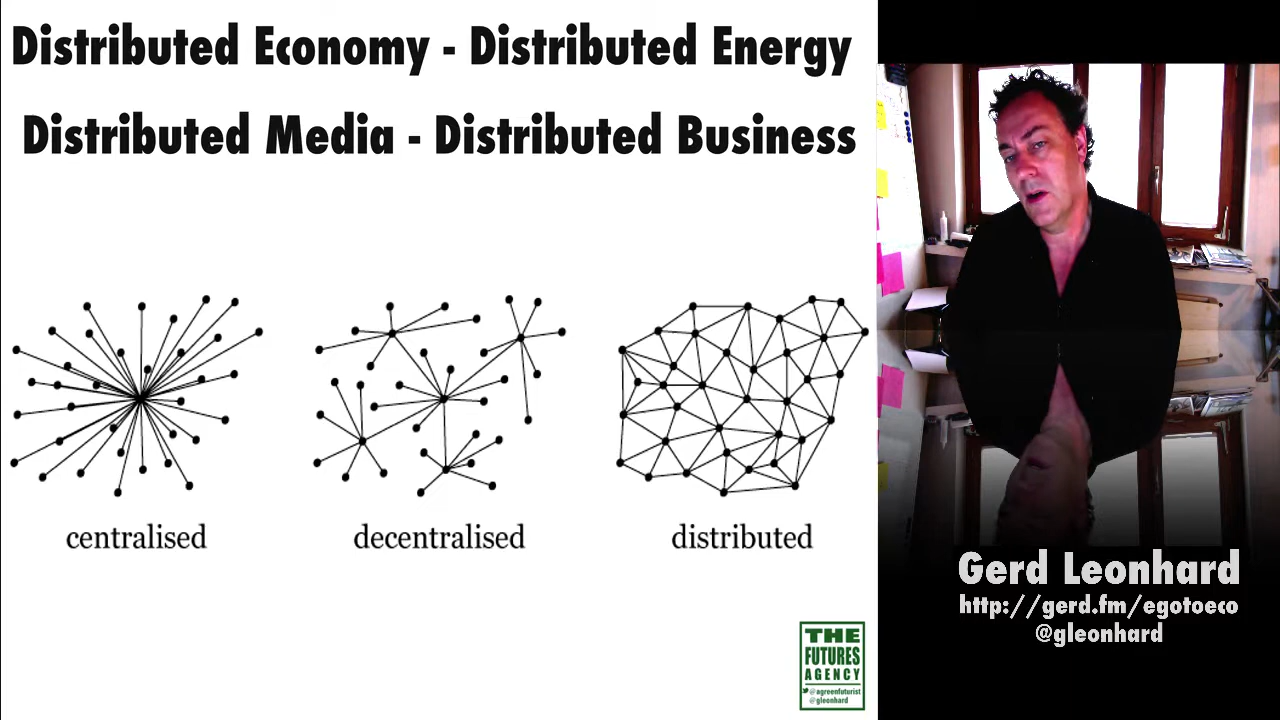 Distributed Economy - Distributed Energy
Distributed Media - Distributed Business
centralised
decentralised
distributed
Gerd Leonhard
http://gerd.fm/egotoeco
@gleonhard
THE
FUTURES
AGENCY
@agreenfuturist
@gleonhard